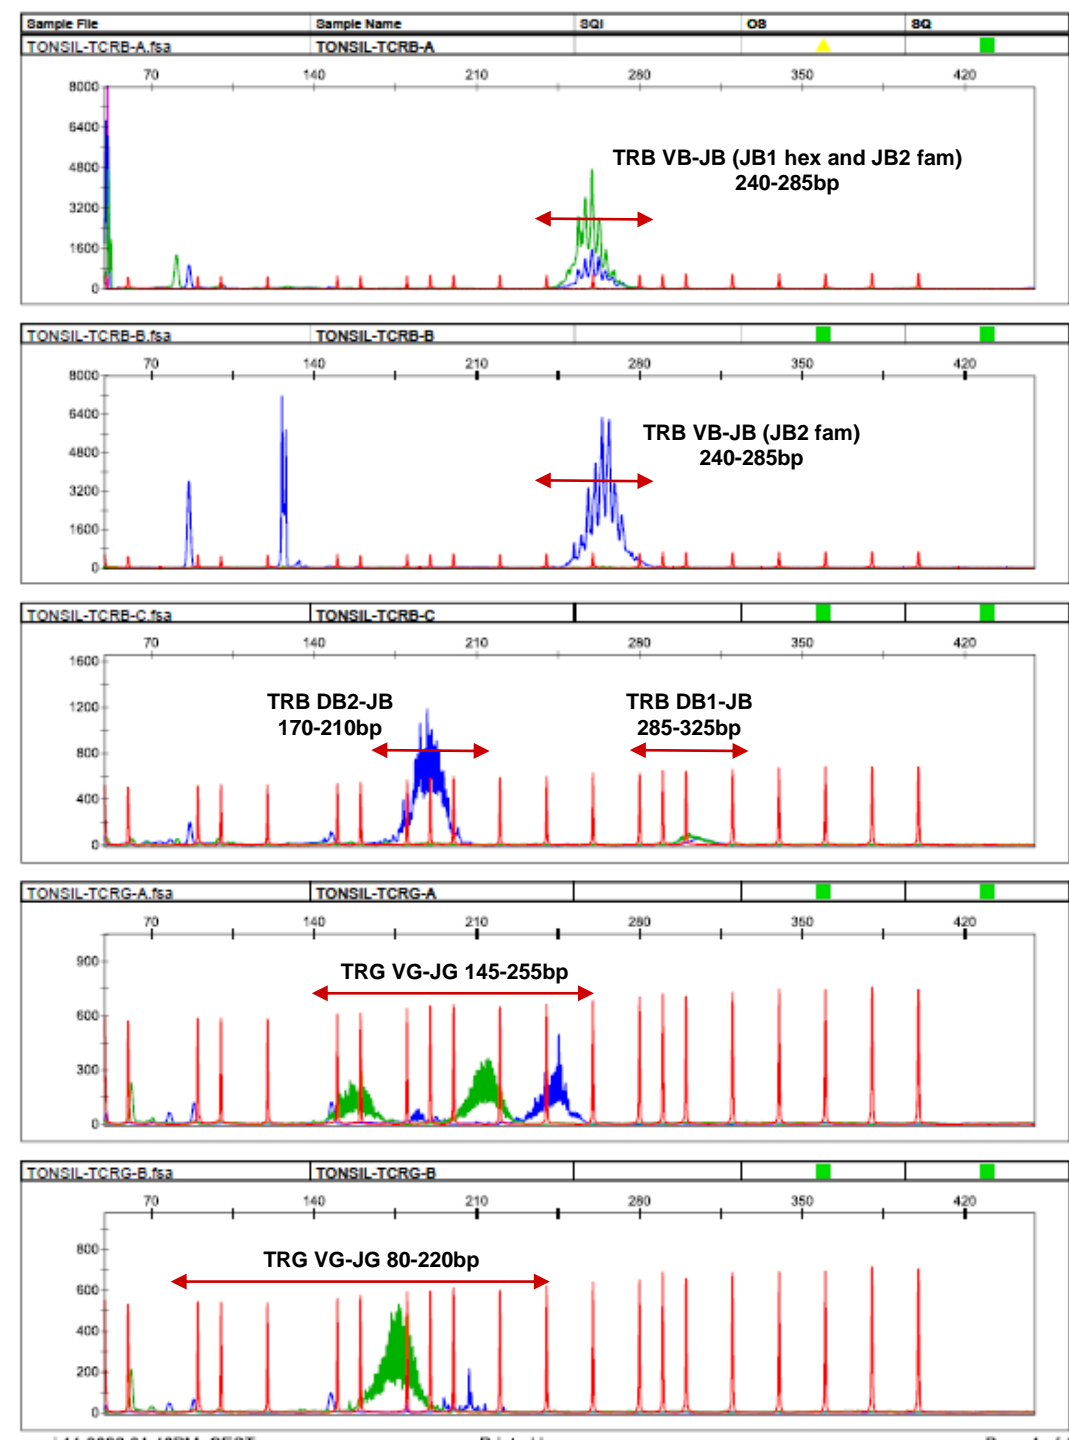 Sample File Sample Name SQI OS SQ
TONSIL-TCRB-A.fsa TONSIL-TCRB-A
70 140 210 280 350 420
8000
6400
4800
3200
1600
0
TRB VB-JB (JB1 hex and JB2 fam)
240-285bp
TONSIL-TCRB-B.fsa TONSIL-TCRB-B
70 140 210 280 350 420
8000
6400
4800
3200
1600
0
TRB VB-JB (JB2 fam)
240-285bp
TONSIL-TCRB-C.fsa TONSIL-TCRB-C
70 140 210 280 350 420
1600
1200
800
400
0
TRB DB2-JB
170-210bp
TRB DB1-JB
285-325bp
TONSIL-TCRG-A.fsa TONSIL-TCRG-A
70 140 210 280 350 420
900
600
300
0
TRG VG-JG 145-255bp
TONSIL-TCRG-B.fsa TONSIL-TCRG-B
70 140 210 280 350 420
800
600
400
200
0
TRG VG-JG 80-220bp